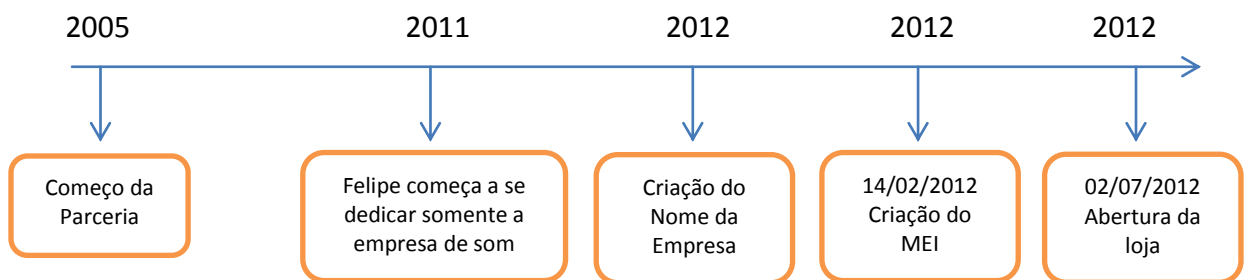 2005
2011
2012
2012
2012
Começo da
Parceria
Felipe começa a se
dedicar somente a
empresa de som
Criação do
Nome da
Empresa
14/02/2012
Criação do
MEI
02/07/2012
Abertura da
loja